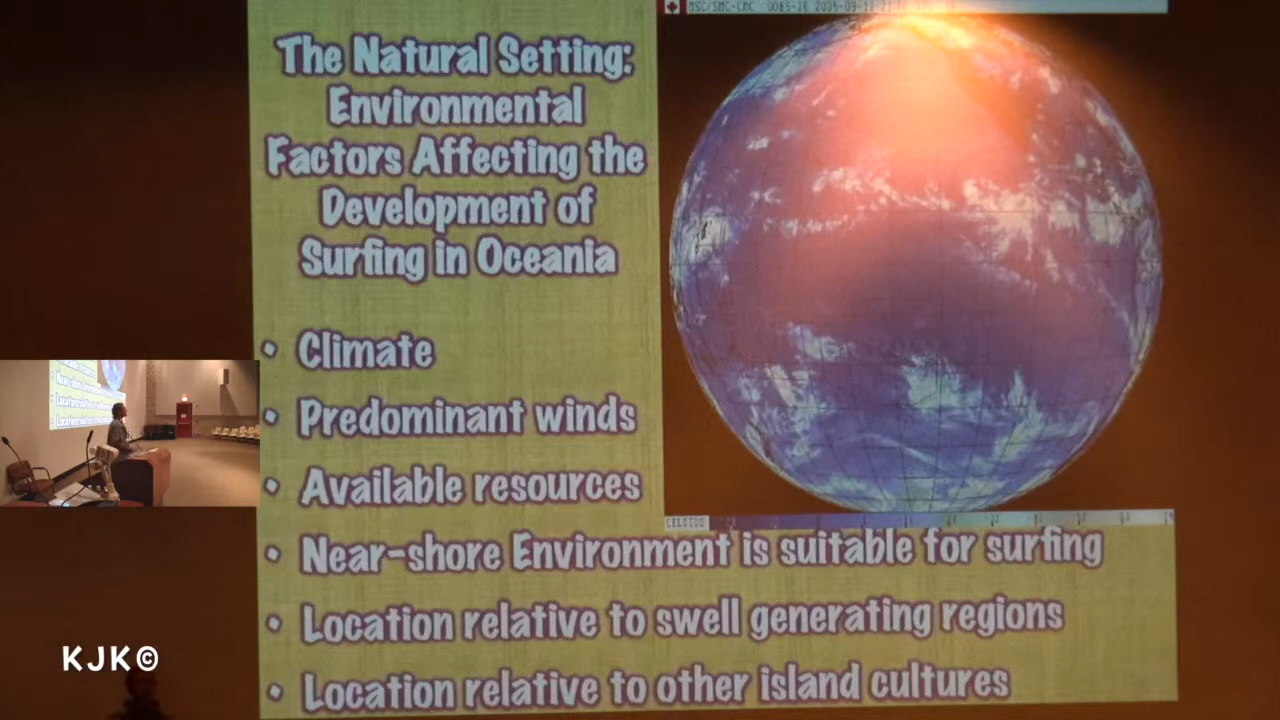 The Natural Setting:
Environmental
Factors Affecting the
Development of
Surfing in Oceania
• Climate
• Predominant winds
• Available resources
• Near-shore Environment is suitable for surfing
• Location relative to swell generating regions
• Location relative to other island cultures
CELSIUS
KJK©